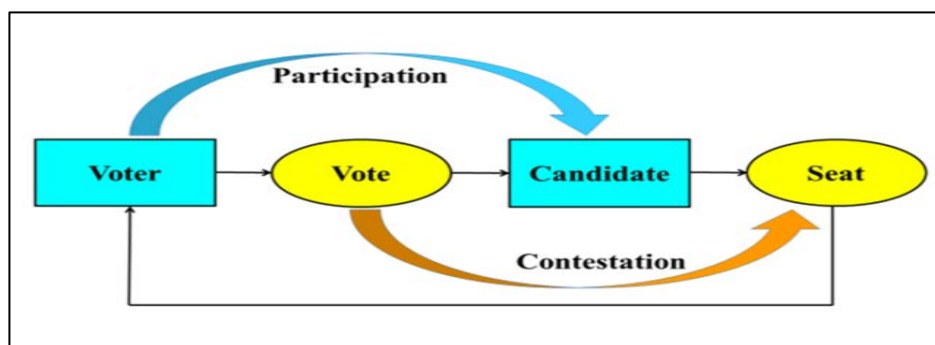 Participation
Voter
Vote
Candidate
Seat
Contestation